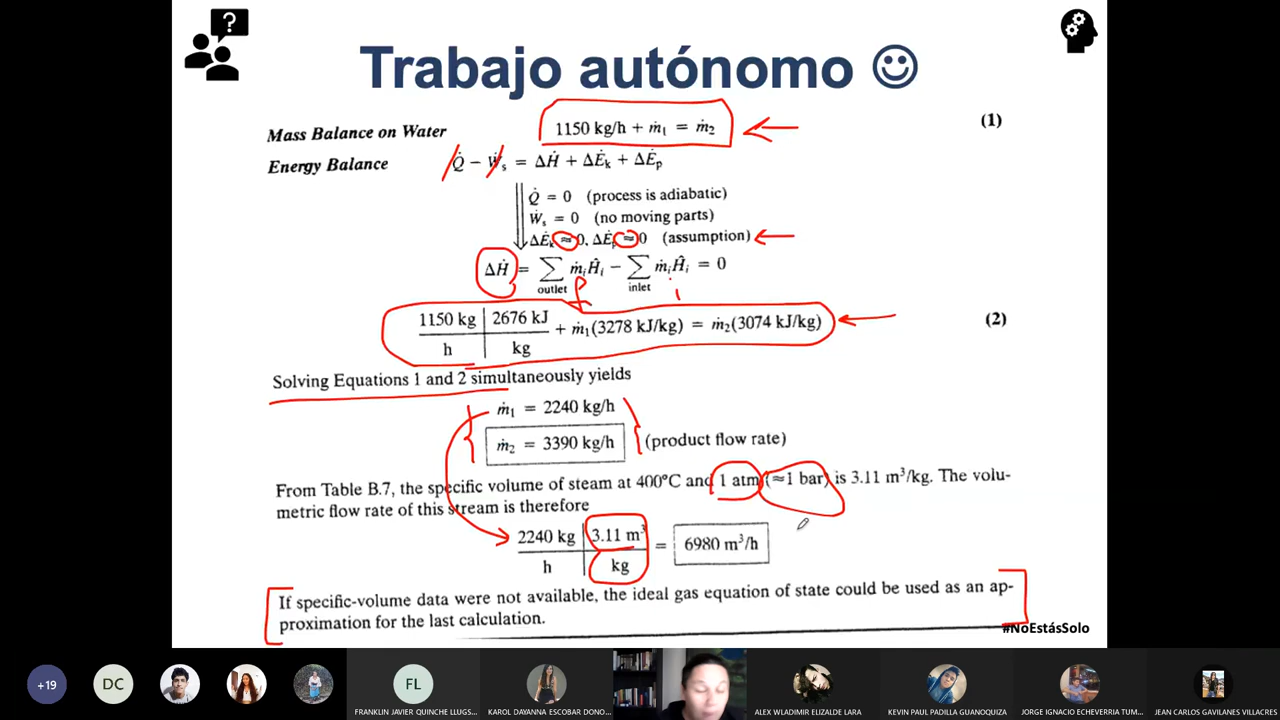 Trabajo autónomo
Mass Balance on Water 1150 kg/h + ṁ₁ = ṁ₂ (1)
Energy Balance Q̇ − Ẇₛ = ΔḢ + ΔĖₖ + ΔĖₚ
Q̇ = 0 (process is adiabatic)
Ẇₛ = 0 (no moving parts)
ΔĖₖ ≈ 0, ΔĖₚ ≈ 0 (assumption)
ΔḢ = ∑ ṁᵢĤᵢ − ∑ ṁᵢĤᵢ = 0
outlet inlet
1150 kg | 2676 kJ + ṁ₁(3278 kJ/kg) = ṁ₂(3074 kJ/kg) (2)
h | kg
Solving Equations 1 and 2 simultaneously yields
ṁ₁ = 2240 kg/h
ṁ₂ = 3390 kg/h (product flow rate)
From Table B.7, the specific volume of steam at 400°C and 1 atm (≈1 bar) is 3.11 m³/kg. The volu-
metric flow rate of this stream is therefore
2240 kg | 3.11 m³ = 6980 m³/h
h | kg
If specific-volume data were not available, the ideal gas equation of state could be used as an ap-
proximation for the last calculation.
#NoEstásSolo
+19 DC FL
FRANKLIN JAVIER QUINCHE LLUGS... KAROL DAYANNA ESCOBAR DONO... ALEX WLADIMIR ELIZALDE LARA KEVIN PAUL PADILLA GUANOQUIZA JORGE IGNACIO ECHEVERRIA TUM... JEAN CARLOS GAVILANES VILLACRES